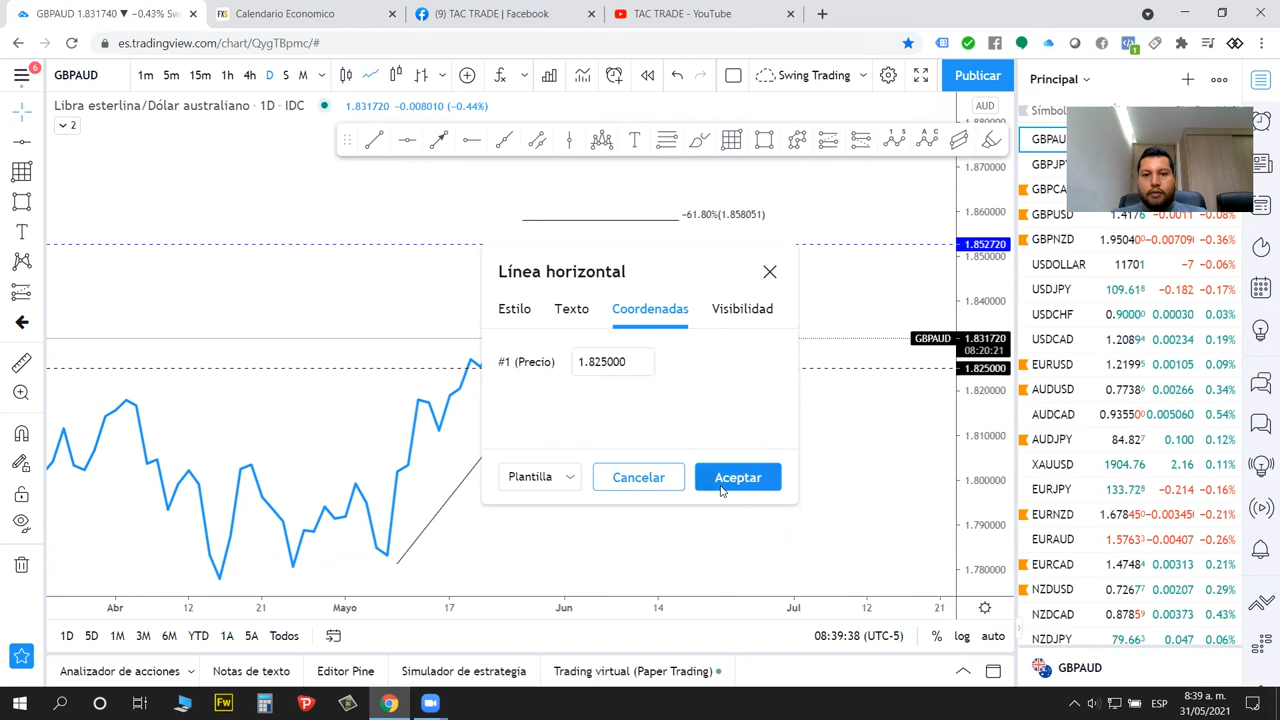 GBPAUD 1.831740 ▼ −0.43% Sw
Calendario Economico
(9) TAC TRADE | Facebook
TAC TRADE - YouTube
es.tradingview.com/chart/QygTBpmc/#
6
GBPAUD
1m 5m 15m 1h 4h D S M
Swing Trading
Publicar
Principal
Libra esterlina/Dólar australiano · 1D · IDC
1.831720 −0.008010 (−0.44%)
2
AUD
Símbol
1.880000
1.870000
1.860000
1.852720
1.850000
1.840000
GBPAUD 1.831720
08:20:21
1.825000
1.820000
1.810000
1.800000
1.790000
1.780000
−61.80%(1.858051)
Línea horizontal
Estilo Texto Coordenadas Visibilidad
#1 (Precio) 1.825000
Plantilla Cancelar Aceptar
Abr 12 21 Mayo 17 Jun 14 Jul 12 21
1D 5D 1M 3M 6M YTD 1A 5A Todos
08:39:38 (UTC-5) % log auto
Analizador de acciones Notas de texto Editor Pine Simulador de estrategia Trading virtual (Paper Trading)
GBPAU
GBPJP
GBPCA
GBPUSD 1.4176 −0.0011 −0.08%
GBPNZD 1.95040 −0.00709 −0.36%
USDOLLAR 11701 −7 −0.06%
USDJPY 109.618 −0.182 −0.17%
USDCHF 0.90000 0.00030 0.03%
USDCAD 1.20894 0.00234 0.19%
EURUSD 1.21995 0.00105 0.09%
AUDUSD 0.77386 0.00266 0.34%
AUDCAD 0.93550 0.005060 0.54%
AUDJPY 84.827 0.100 0.12%
XAUUSD 1904.76 2.16 0.11%
EURJPY 133.728 −0.214 −0.16%
EURNZD 1.67845 −0.00345 −0.21%
EURAUD 1.5763 −0.00407 −0.26%
EURCAD 1.47484 0.00313 0.21%
NZDUSD 0.72677 0.00207 0.29%
NZDCAD 0.87859 0.00373 0.43%
NZDJPY 79.663 0.047 0.06%
GBPAUD
Fw
ESP
8:39 a. m.
31/05/2021